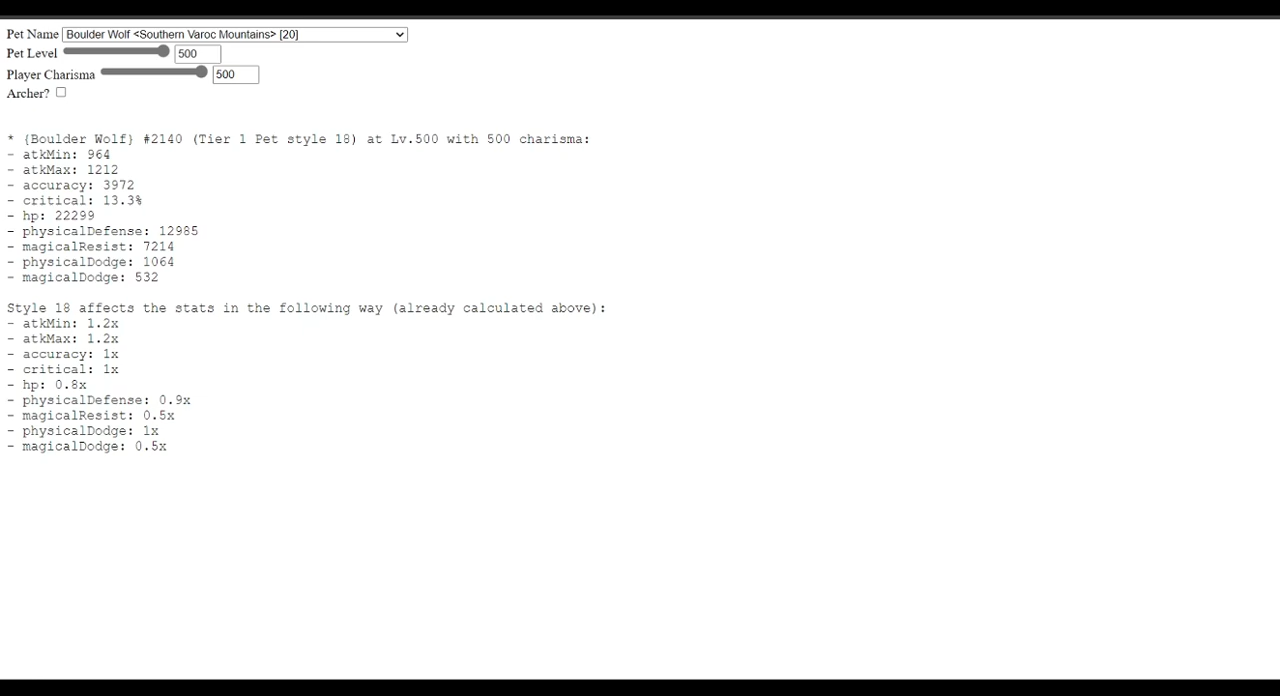 Pet Name Boulder Wolf <Southern Varoc Mountains> [20]
Pet Level 500
Player Charisma 500
Archer?
* {Boulder Wolf} #2140 (Tier 1 Pet style 18) at Lv.500 with 500 charisma:
- atkMin: 964
- atkMax: 1212
- accuracy: 3972
- critical: 13.3%
- hp: 22299
- physicalDefense: 12985
- magicalResist: 7214
- physicalDodge: 1064
- magicalDodge: 532
Style 18 affects the stats in the following way (already calculated above):
- atkMin: 1.2x
- atkMax: 1.2x
- accuracy: 1x
- critical: 1x
- hp: 0.8x
- physicalDefense: 0.9x
- magicalResist: 0.5x
- physicalDodge: 1x
- magicalDodge: 0.5x